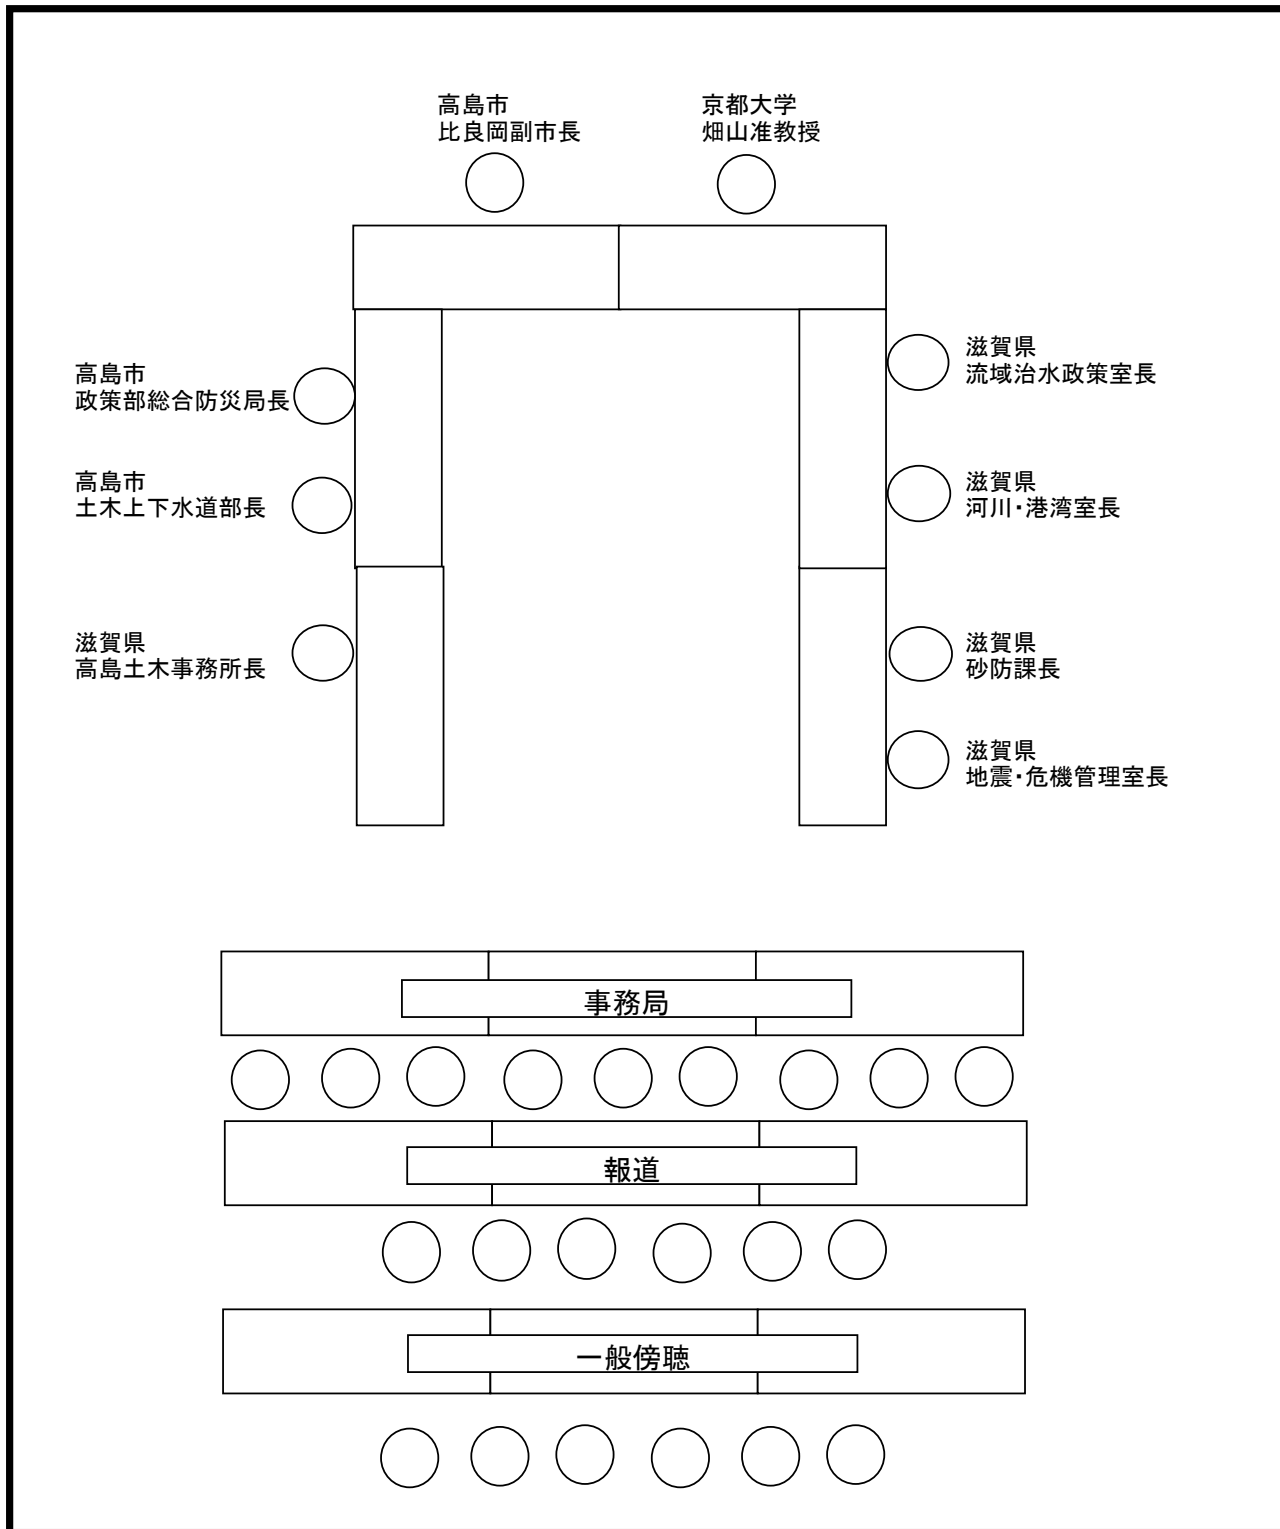 高島市
比良岡副市長
京都大学
畑山准教授
高島市
政策部総合防災局長
滋賀県
流域治水政策室長
高島市
土木上下水道部長
滋賀県
河川・港湾室長
滋賀県
高島土木事務所長
滋賀県
砂防課長
滋賀県
地震・危機管理室長
事務局
報道
一般傍聴